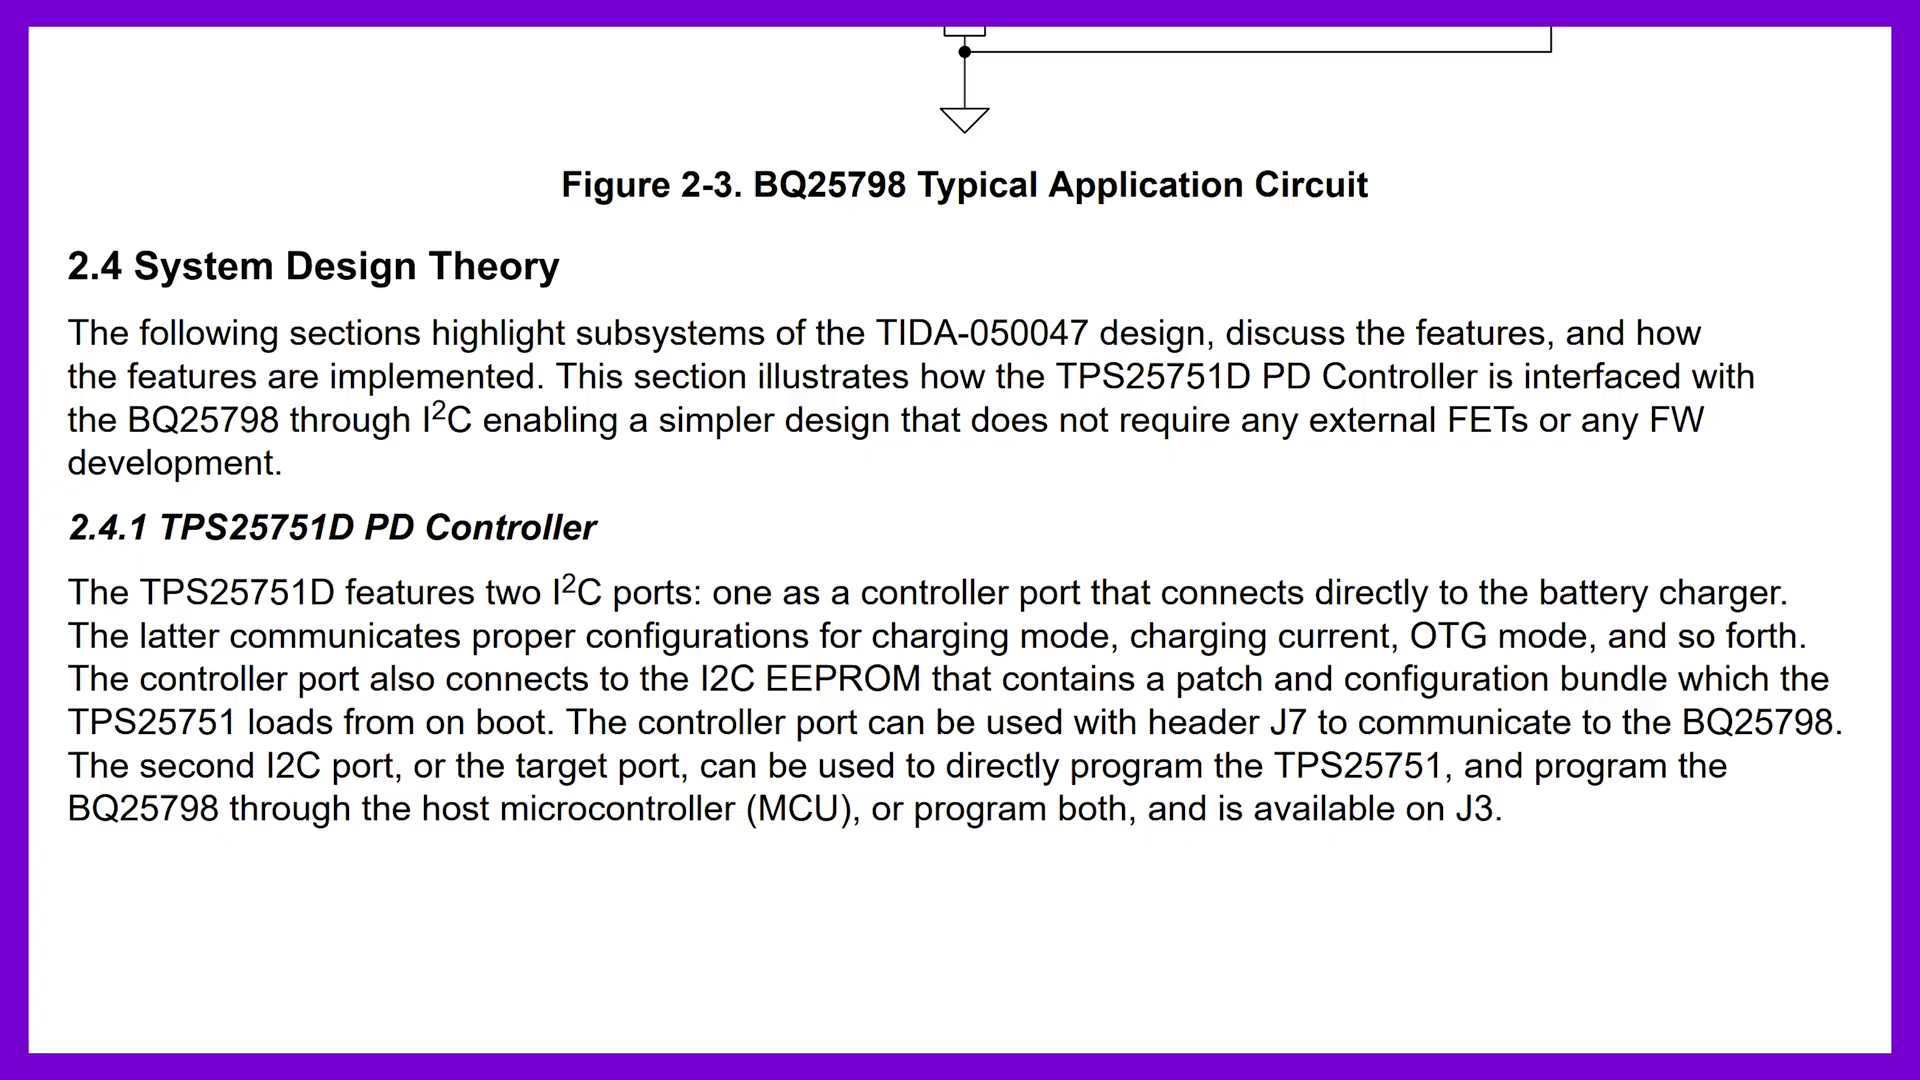 Figure 2-3. BQ25798 Typical Application Circuit
2.4 System Design Theory
The following sections highlight subsystems of the TIDA-050047 design, discuss the features, and how
the features are implemented. This section illustrates how the TPS25751D PD Controller is interfaced with
the BQ25798 through I²C enabling a simpler design that does not require any external FETs or any FW
development.
2.4.1 TPS25751D PD Controller
The TPS25751D features two I²C ports: one as a controller port that connects directly to the battery charger.
The latter communicates proper configurations for charging mode, charging current, OTG mode, and so forth.
The controller port also connects to the I2C EEPROM that contains a patch and configuration bundle which the
TPS25751 loads from on boot. The controller port can be used with header J7 to communicate to the BQ25798.
The second I2C port, or the target port, can be used to directly program the TPS25751, and program the
BQ25798 through the host microcontroller (MCU), or program both, and is available on J3.